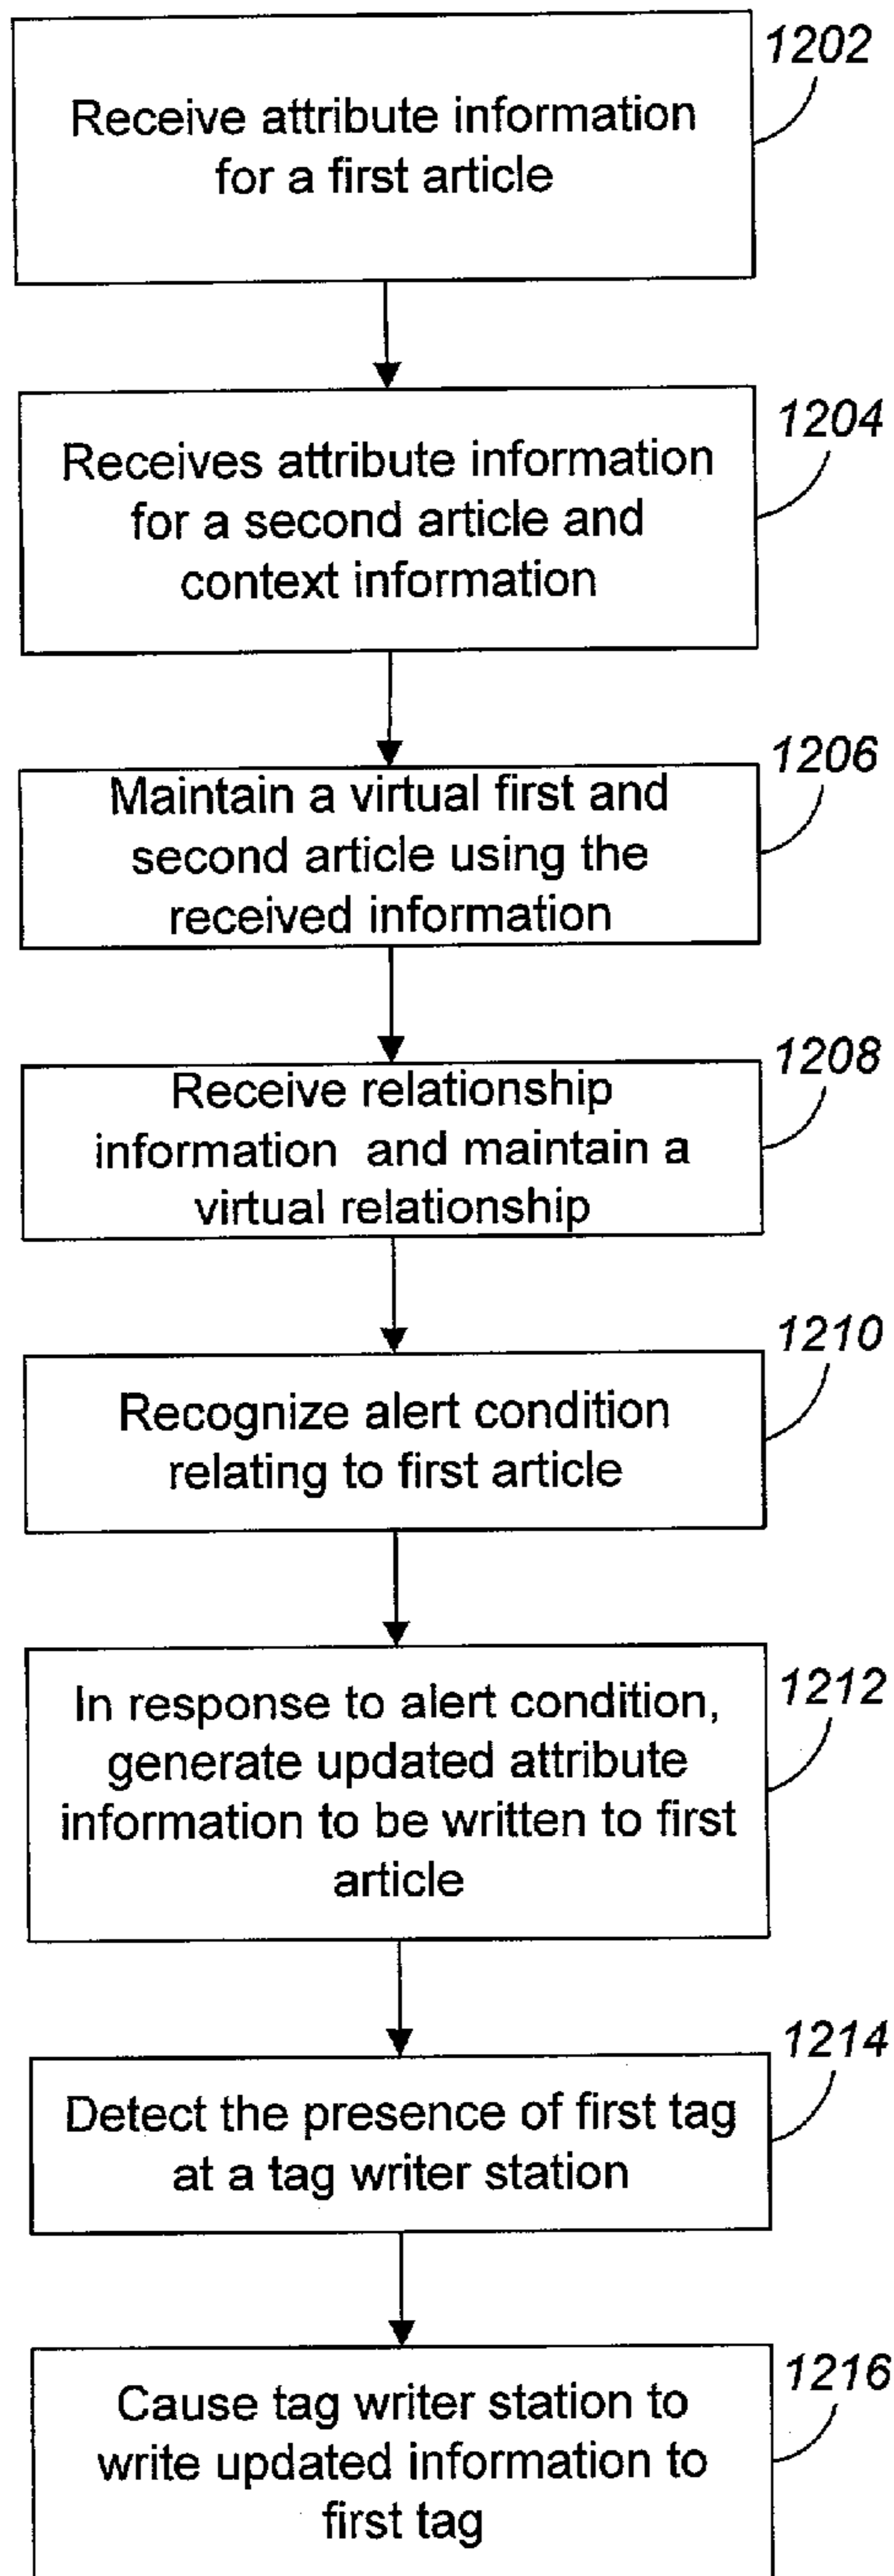 1202
Receive attribute information
for a first article
1204
Receives attribute information
for a second article and
context information
1206
Maintain a virtual first and
second article using the
received information
1208
Receive relationship
information and maintain a
virtual relationship
1210
Recognize alert condition
relating to first article
1212
In response to alert condition,
generate updated attribute
information to be written to first
article
1214
Detect the presence of first tag
at a tag writer station
1216
Cause tag writer station to
write updated information to
first tag